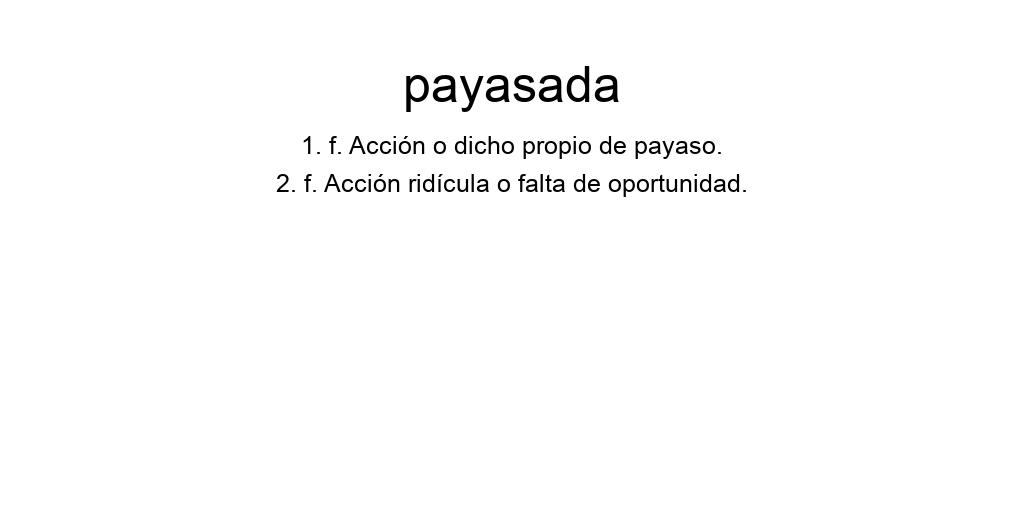 payasada
1. f. Acción o dicho propio de payaso.
2. f. Acción ridícula o falta de oportunidad.